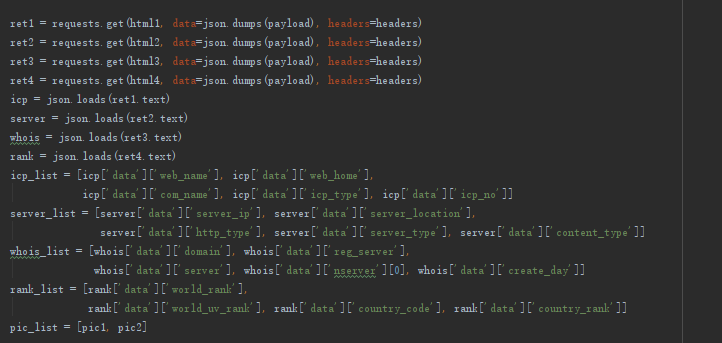 ret1 = requests.get(html1, data=json.dumps(payload), headers=headers)
ret2 = requests.get(html2, data=json.dumps(payload), headers=headers)
ret3 = requests.get(html3, data=json.dumps(payload), headers=headers)
ret4 = requests.get(html4, data=json.dumps(payload), headers=headers)
icp = json.loads(ret1.text)
server = json.loads(ret2.text)
whois = json.loads(ret3.text)
rank = json.loads(ret4.text)
icp_list = [icp['data']['web_name'], icp['data']['web_home'],
icp['data']['com_name'], icp['data']['icp_type'], icp['data']['icp_no']]
server_list = [server['data']['server_ip'], server['data']['server_location'],
server['data']['http_type'], server['data']['server_type'], server['data']['content_type']]
whois_list = [whois['data']['domain'], whois['data']['reg_server'],
whois['data']['server'], whois['data']['nserver'][0], whois['data']['create_day']]
rank_list = [rank['data']['world_rank'],
rank['data']['world_uv_rank'], rank['data']['country_code'], rank['data']['country_rank']]
pic_list = [pic1, pic2]